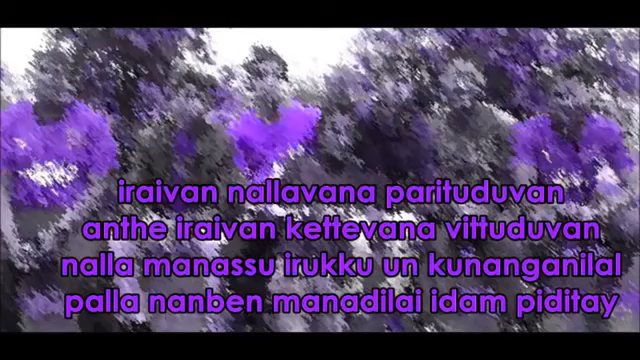 iraivan nallavana parituduvan
anthe iraivan kettevana vittuduvan
nalla manassu irukku un kunanganilal
palla nanben manadilai idam piditay